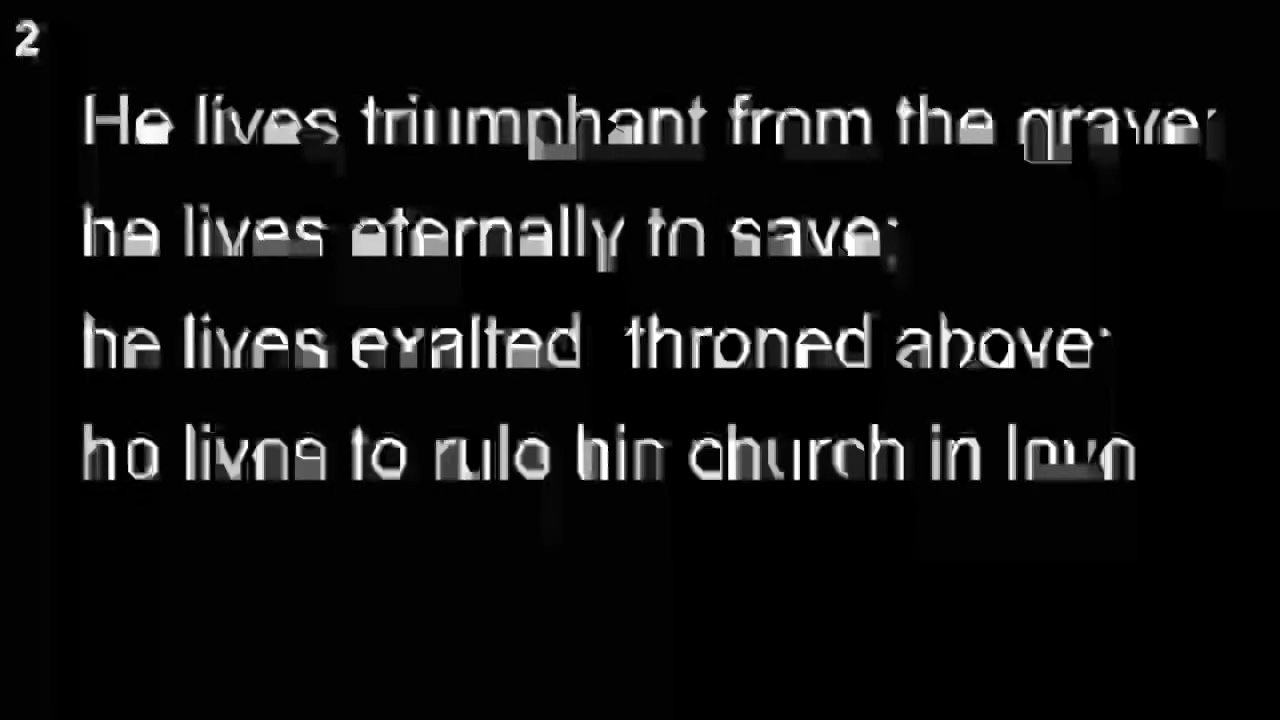 2
He lives triumphant from the grave;
he lives eternally to save;
he lives exalted, throned above;
he lives to rule his church in love.